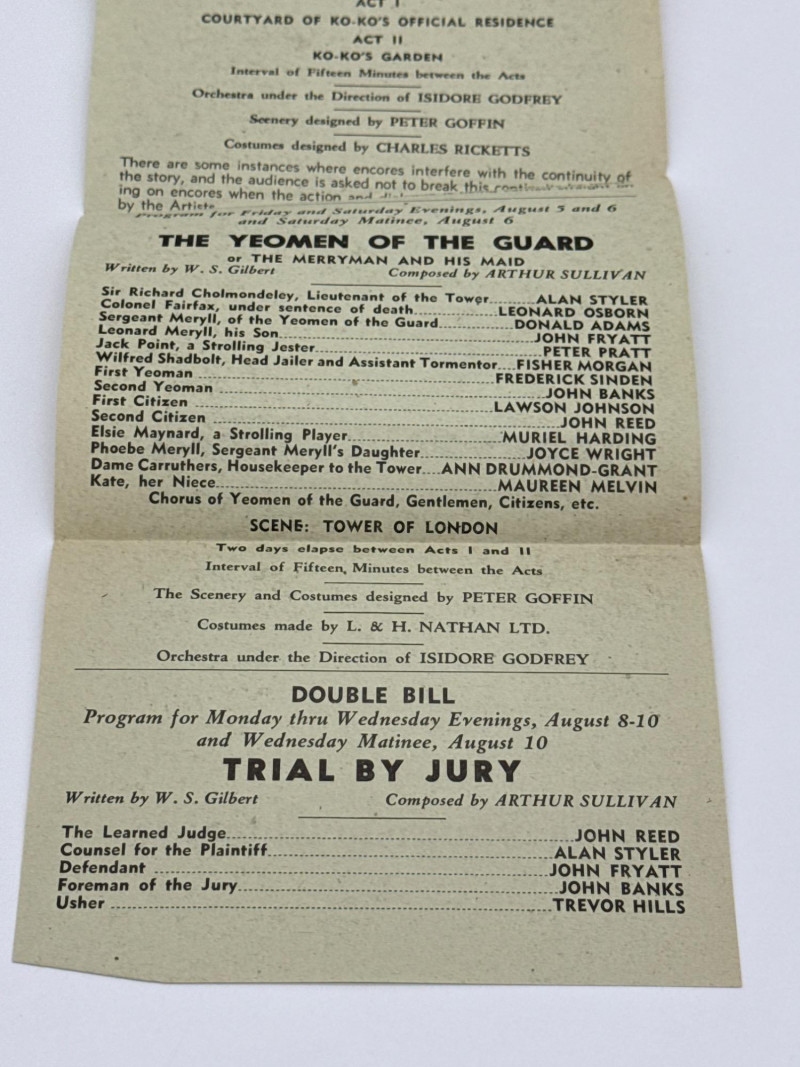 ACT I
COURTYARD OF KO-KO'S OFFICIAL RESIDENCE
ACT II
KO-KO'S GARDEN
Interval of Fifteen Minutes between the Acts
Orchestra under the Direction of ISIDORE GODFREY
Scenery designed by PETER GOFFIN
Costumes designed by CHARLES RICKETTS
There are some instances where encores interfere with the continuity of
the story, and the audience is asked not to break this
ing on encores when the action and
by the Artists
Program for Friday and Saturday Evenings, August 5 and 6
and Saturday Matinee, August 6
THE YEOMEN OF THE GUARD
or THE MERRYMAN AND HIS MAID
Written by W. S. Gilbert Composed by ARTHUR SULLIVAN
Sir Richard Cholmondeley, Lieutenant of the Tower..........ALAN STYLER
Colonel Fairfax, under sentence of death..........LEONARD OSBORN
Sergeant Meryll, of the Yeomen of the Guard..........DONALD ADAMS
Leonard Meryll, his Son..........JOHN FRYATT
Jack Point, a Strolling Jester..........PETER PRATT
Wilfred Shadbolt, Head Jailer and Assistant Tormentor....FISHER MORGAN
First Yeoman ..........FREDERICK SINDEN
Second Yeoman ..........JOHN BANKS
First Citizen ..........LAWSON JOHNSON
Second Citizen ..........JOHN REED
Elsie Maynard, a Strolling Player..........MURIEL HARDING
Phoebe Meryll, Sergeant Meryll's Daughter..........JOYCE WRIGHT
Dame Carruthers, Housekeeper to the Tower....ANN DRUMMOND-GRANT
Kate, her Niece..........MAUREEN MELVIN
Chorus of Yeomen of the Guard, Gentlemen, Citizens, etc.
SCENE: TOWER OF LONDON
Two days elapse between Acts I and II
Interval of Fifteen Minutes between the Acts
The Scenery and Costumes designed by PETER GOFFIN
Costumes made by L. & H. NATHAN LTD.
Orchestra under the Direction of ISIDORE GODFREY
DOUBLE BILL
Program for Monday thru Wednesday Evenings, August 8-10
and Wednesday Matinee, August 10
TRIAL BY JURY
Written by W. S. Gilbert Composed by ARTHUR SULLIVAN
The Learned Judge..........JOHN REED
Counsel for the Plaintiff..........ALAN STYLER
Defendant ..........JOHN FRYATT
Foreman of the Jury..........JOHN BANKS
Usher ..........TREVOR HILLS